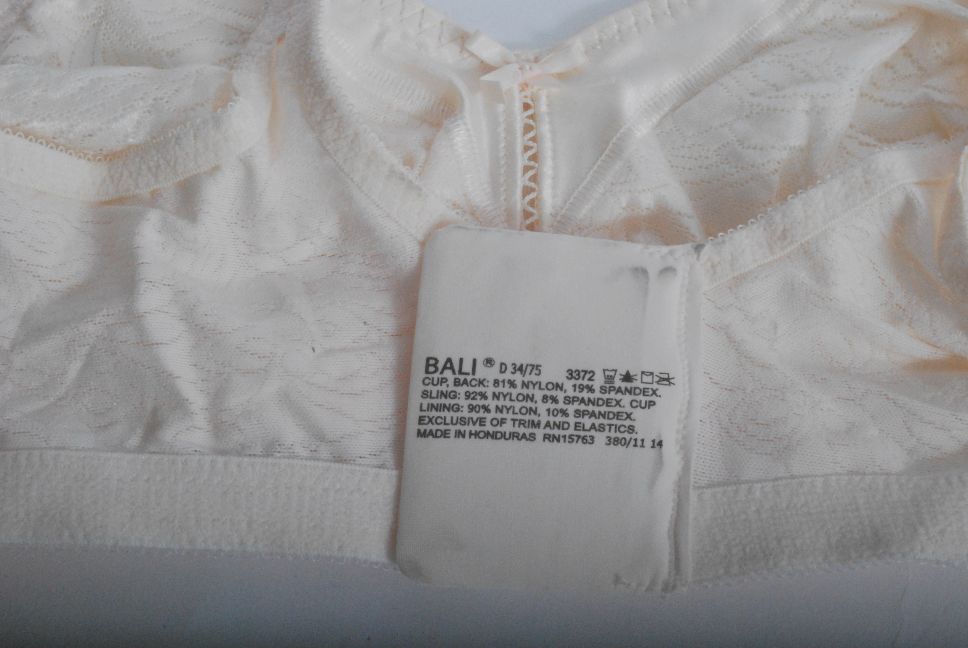 BALI® D 34/75 3372
CUP, BACK: 81% NYLON, 19% SPANDEX.
SLING: 92% NYLON, 8% SPANDEX. CUP
LINING: 90% NYLON, 10% SPANDEX.
EXCLUSIVE OF TRIM AND ELASTICS.
MADE IN HONDURAS RN15763 380/11 14